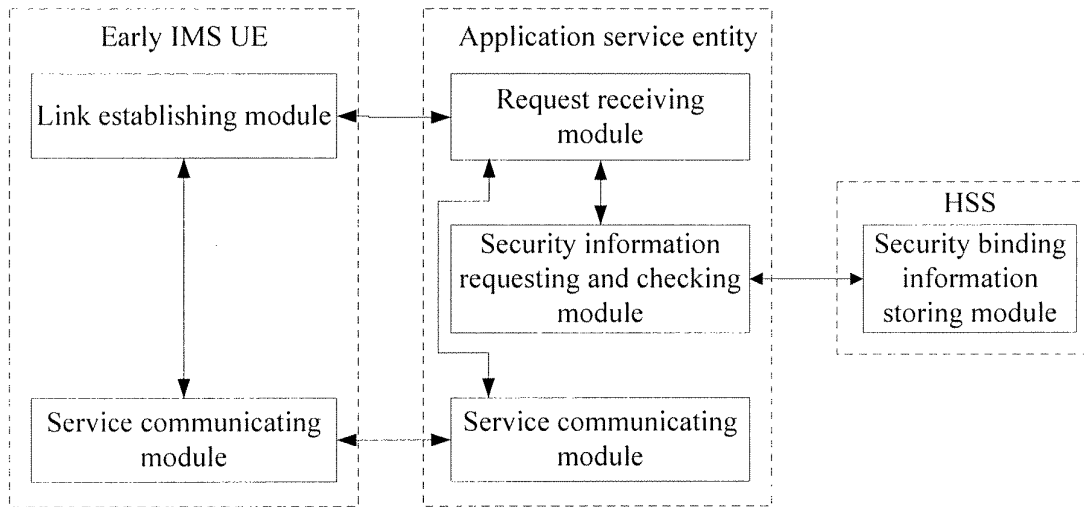 Early IMS UE
Link establishing module
Service communicating
module
Application service entity
Request receiving
module
Security information
requesting and checking
module
Service communicating
module
HSS
Security binding
information
storing module